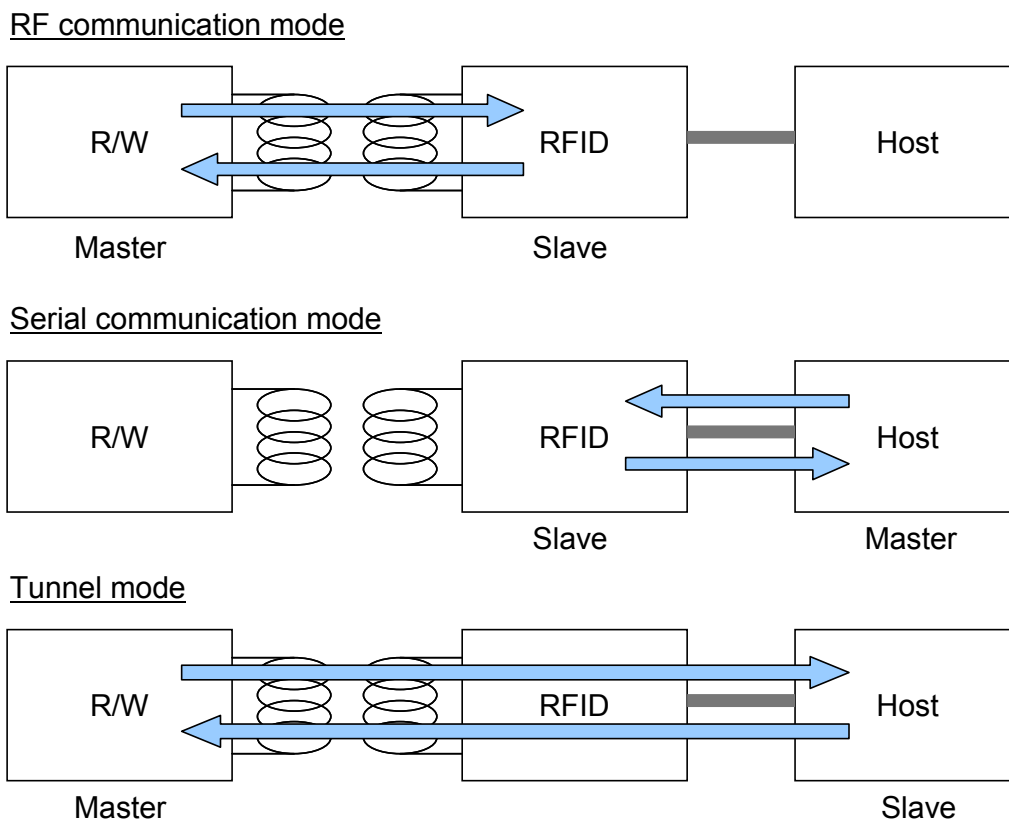 RF communication mode
R/W RFID Host
Master Slave
Serial communication mode
R/W RFID Host
Slave Master
Tunnel mode
R/W RFID Host
Master Slave